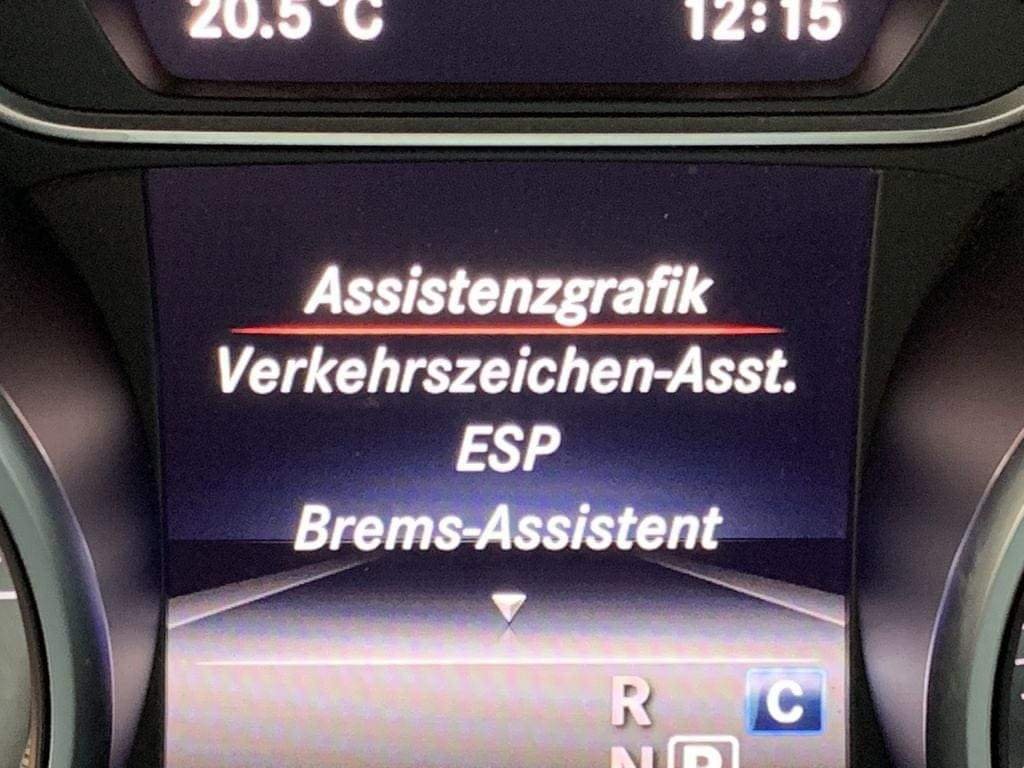 20.5°C 12:15
Assistenzgrafik
Verkehrszeichen-Asst.
ESP
Brems-Assistent
R C
N P